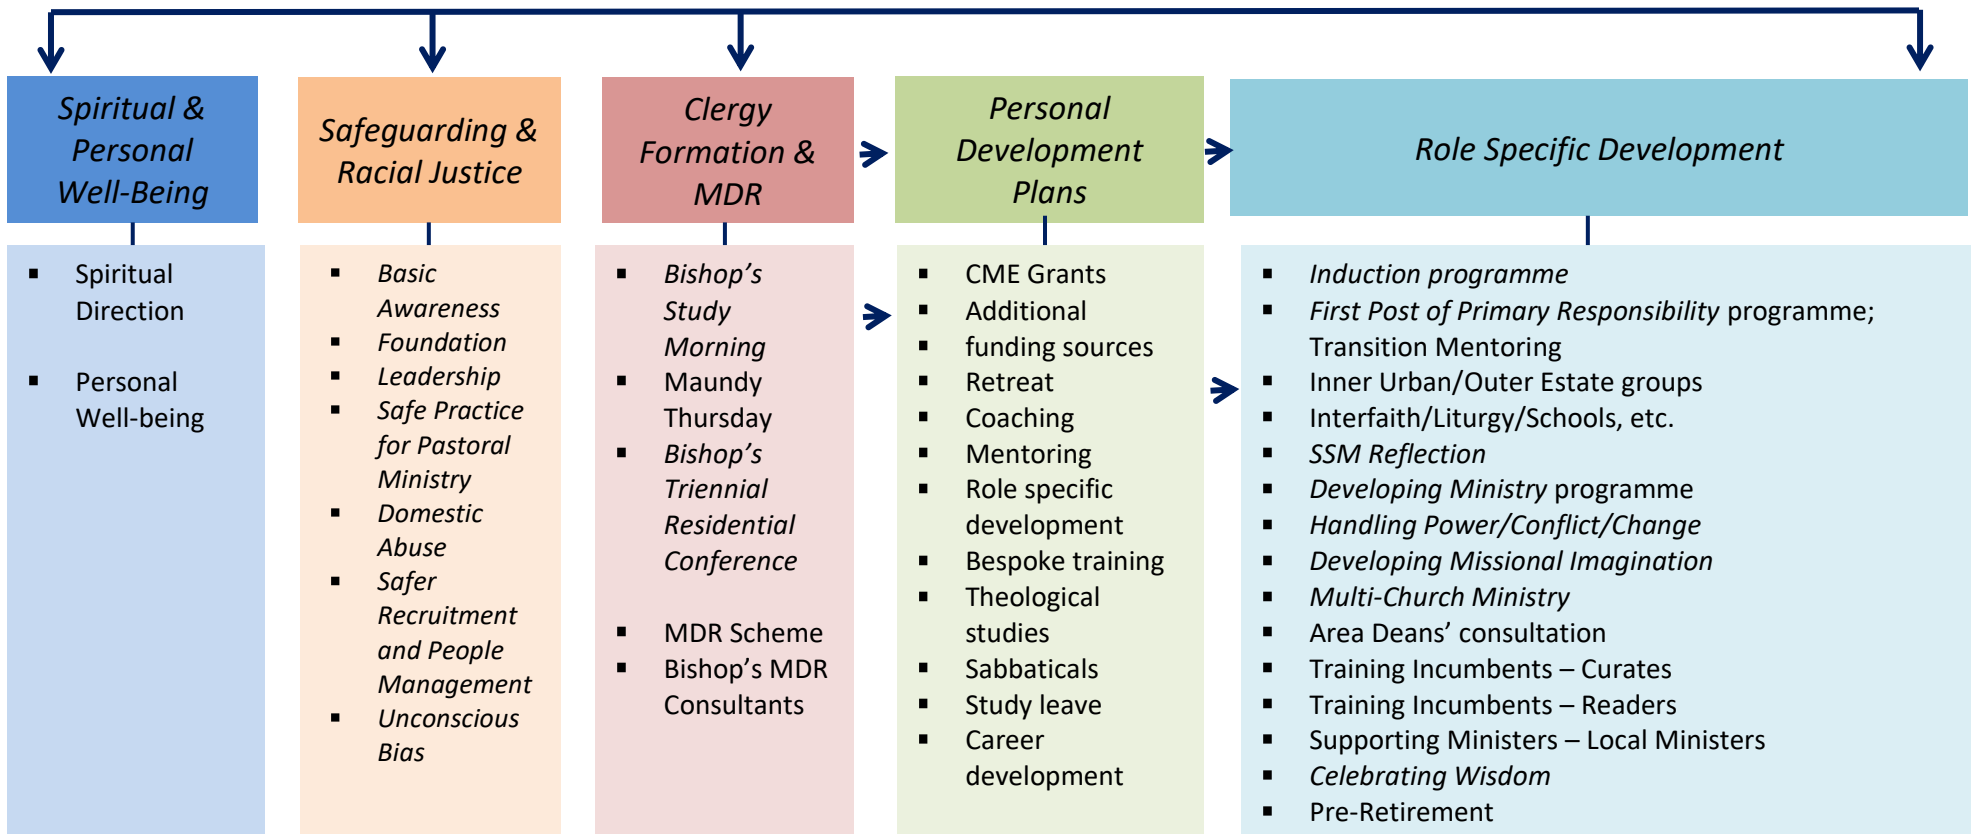 Spiritual &
Personal
Well-Being
Safeguarding &
Racial Justice
Clergy
Formation &
MDR
Personal
Development
Plans
Role Specific Development
▪ Spiritual
Direction
▪ Personal
Well-being
▪ Basic
Awareness
▪ Foundation
▪ Leadership
▪ Safe Practice
for Pastoral
Ministry
▪ Domestic
Abuse
▪ Safer
Recruitment
and People
Management
▪ Unconscious
Bias
▪ Bishop’s
Study
Morning
▪ Maundy
Thursday
▪ Bishop’s
Triennial
Residential
Conference
▪ MDR Scheme
▪ Bishop’s MDR
Consultants
▪ CME Grants
▪ Additional
▪ funding sources
▪ Retreat
▪ Coaching
▪ Mentoring
▪ Role specific
development
▪ Bespoke training
▪ Theological
studies
▪ Sabbaticals
▪ Study leave
▪ Career
development
▪ Induction programme
▪ First Post of Primary Responsibility programme;
Transition Mentoring
▪ Inner Urban/Outer Estate groups
▪ Interfaith/Liturgy/Schools, etc.
▪ SSM Reflection
▪ Developing Ministry programme
▪ Handling Power/Conflict/Change
▪ Developing Missional Imagination
▪ Multi-Church Ministry
▪ Area Deans’ consultation
▪ Training Incumbents – Curates
▪ Training Incumbents – Readers
▪ Supporting Ministers – Local Ministers
▪ Celebrating Wisdom
▪ Pre-Retirement